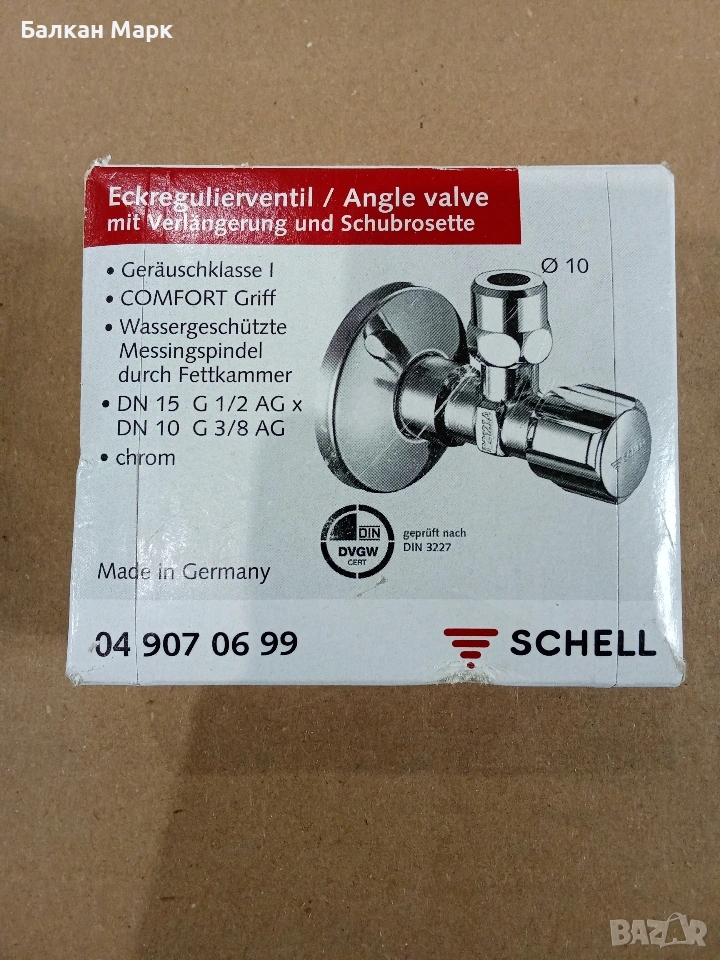 Балкан Марк
Eckregulierventil / Angle valve
mit Verlängerung und Schubrosette
• Geräuschklasse I
• COMFORT Griff
• Wassergeschützte
Messingspindel
durch Fettkammer
• DN 15 G 1/2 AG x
DN 10 G 3/8 AG
• chrom
Ø 10
SCHELL
DIN
DVGW
CERT
geprüft nach
DIN 3227
Made in Germany
04 907 06 99
SCHELL
BAZAR